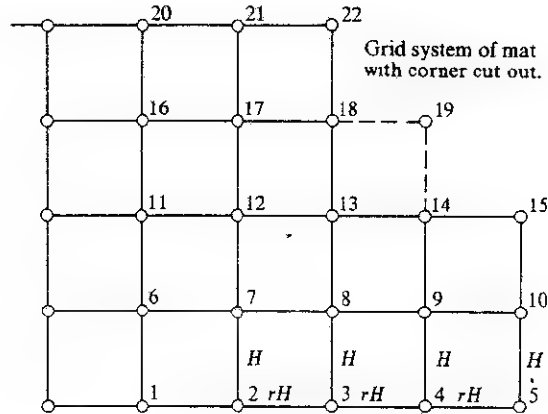 20 21 22
Grid system of mat
with corner cut out.
16 17 18 19
11 12 13 14 15
6 7 8 9 10
H H H H
1 2 rH 3 rH 4 rH 5